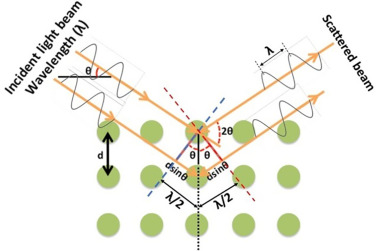 Incident light beam
Wavelength (λ)
Scattered beam
λ
θ
2θ
d
θ
θ
dsinθ
dsinθ
λ/2
λ/2